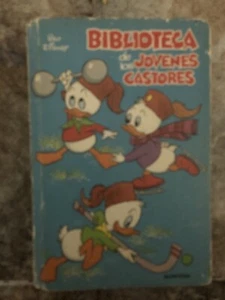 Walt Disney
BIBLIOTECA
de los JOVENES
CASTORES